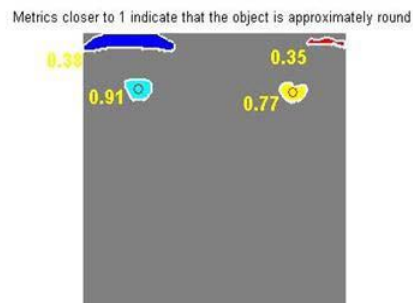 Metrics closer to 1 indicate that the object is approximately round
0.38
0.35
0.91
0.77